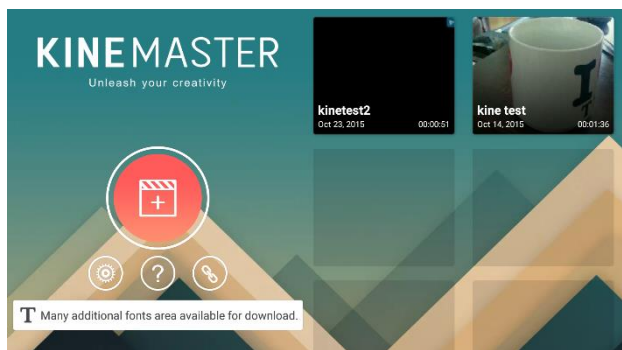 KINEMASTER
Unleash your creativity
kinetest2
Oct 23, 2015 00:00:51
kine test
Oct 14, 2015 00:01:36
?
T Many additional fonts area available for download.